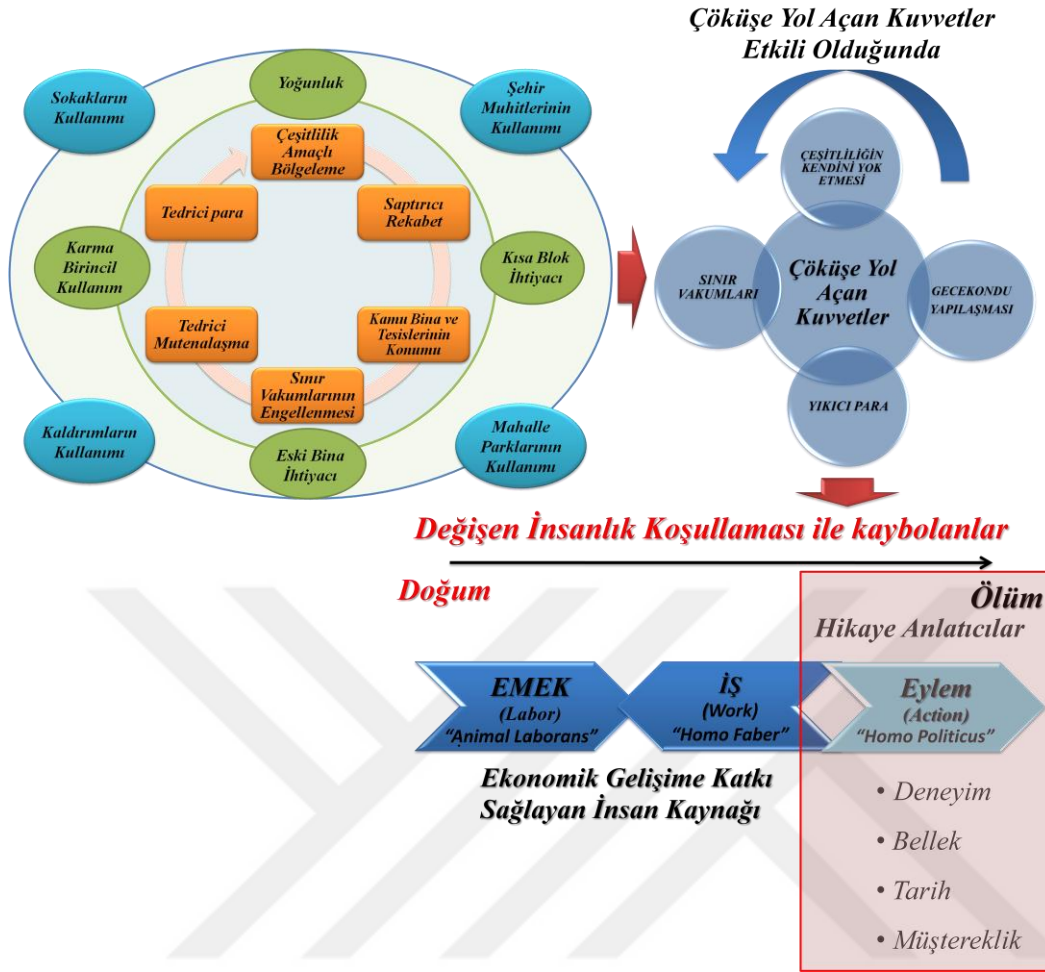 Çöküşe Yol Açan Kuvvetler
Etkili Olduğunda
Yoğunluk
Sokakların
Kullanımı
Şehir
Muhitlerinin
Kullanımı
Çeşitlilik
Amaçlı
Bölgeleme
Tedrici para
Saptırıcı
Rekabet
Karma
Birincil
Kullanım
Kısa Blok
İhtiyacı
Tedrici
Mutenalaşma
Kamu Bina ve
Tesislerinin
Konumu
Sınır
Vakumlarının
Engellenmesi
Kaldırımların
Kullanımı
Mahalle
Parklarının
Kullanımı
Eski Bina
İhtiyacı
ÇEŞİTLİLİĞİN
KENDİNİ YOK
ETMESİ
SINIR
VAKUMLARI
Çöküşe Yol
Açan
Kuvvetler
GECEKONDU
YAPILAŞMASI
YIKICI PARA
Değişen İnsanlık Koşullaması ile kaybolanlar
Doğum
Ölüm
Hikaye Anlatıcılar
EMEK
(Labor)
“Animal Laborans”
İŞ
(Work)
“Homo Faber”
Eylem
(Action)
“Homo Politicus”
Ekonomik Gelişime Katkı
Sağlayan İnsan Kaynağı
• Deneyim
• Bellek
• Tarih
• Müştereklik